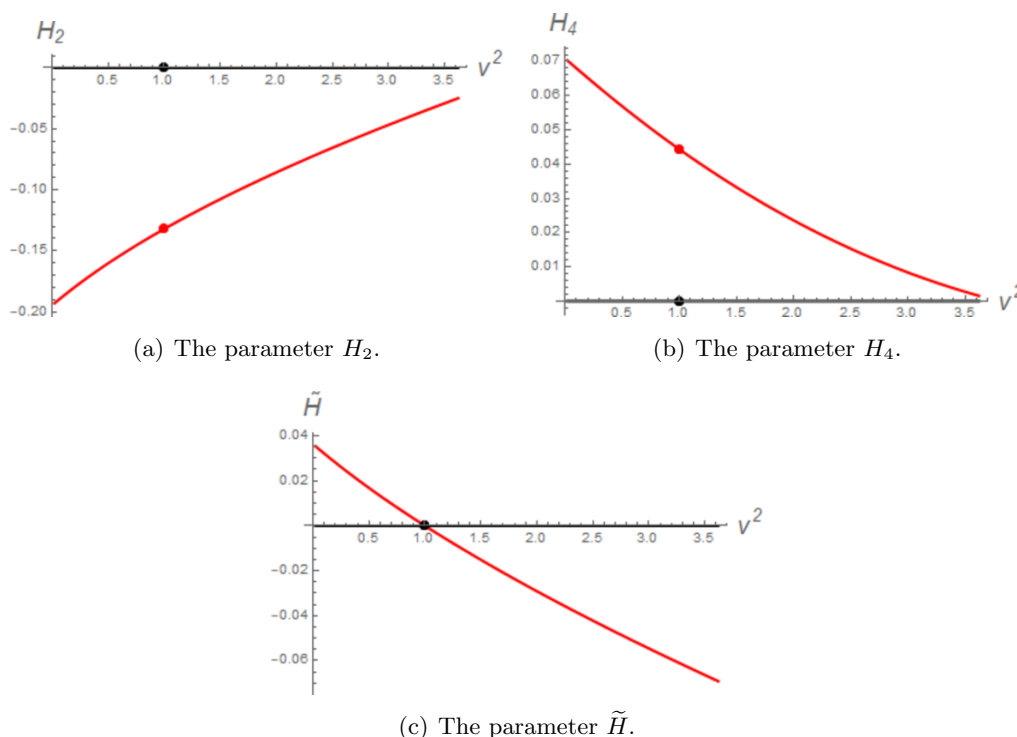 H₂
v²
0.5 1.0 1.5 2.0 2.5 3.0 3.5
−0.05
−0.10
−0.15
−0.20
(a) The parameter H₂.
H₄
0.07
0.06
0.05
0.04
0.03
0.02
0.01
0.5 1.0 1.5 2.0 2.5 3.0 3.5
v²
(b) The parameter H₄.
H̃
0.04
0.02
0.5 1.0 1.5 2.0 2.5 3.0 3.5
v²
−0.02
−0.04
−0.06
(c) The parameter H̃.